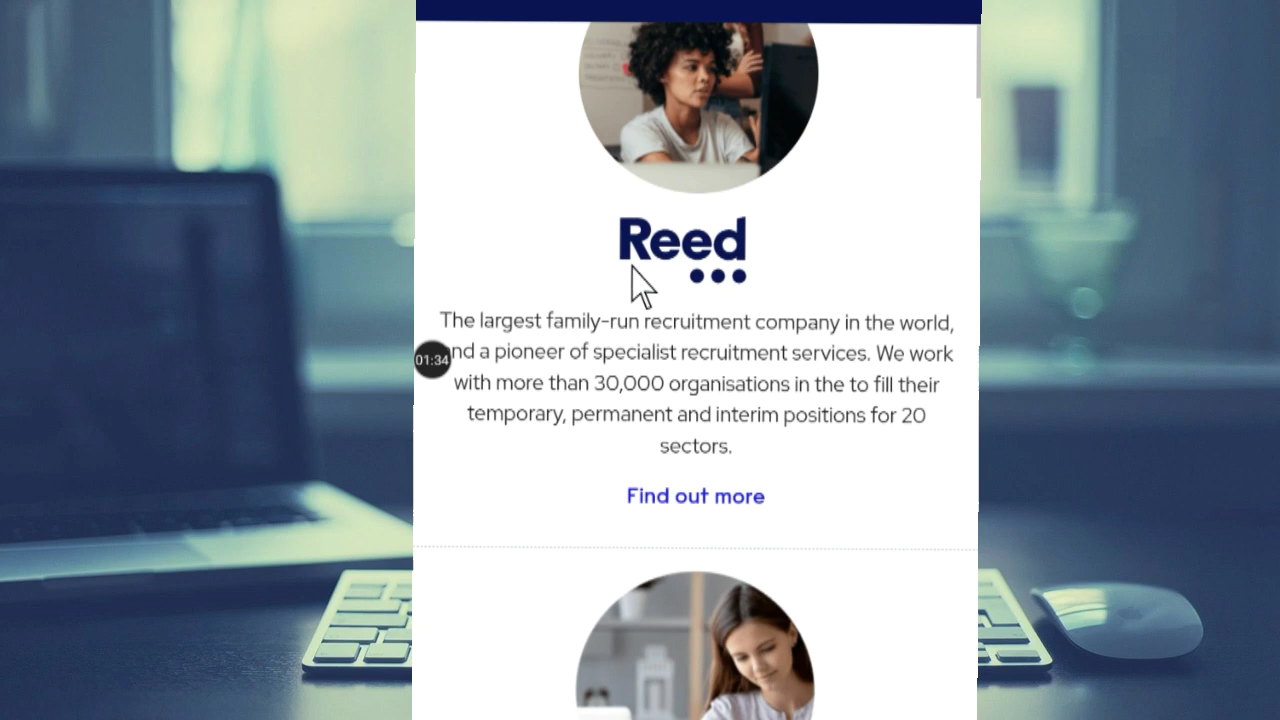 Reed
The largest family-run recruitment company in the world,
nd a pioneer of specialist recruitment services. We work
01:34
with more than 30,000 organisations in the to fill their
temporary, permanent and interim positions for 20
sectors.
Find out more